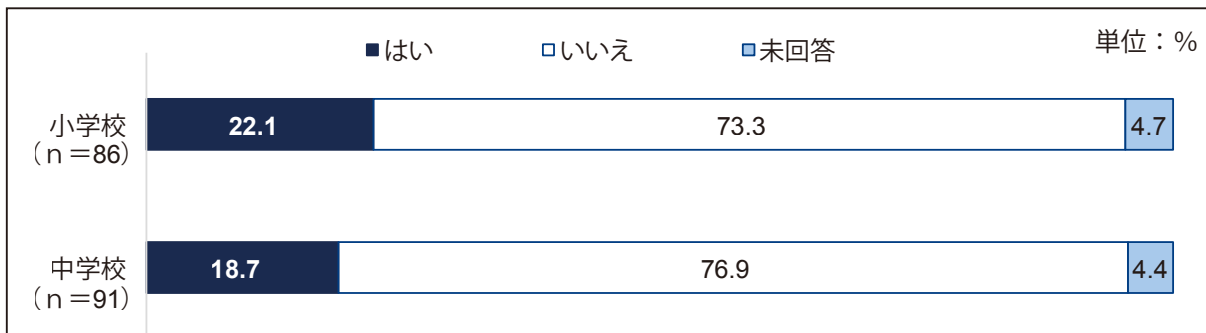 ■はい □いいえ ■未回答 単位：％
小学校
（ｎ＝86）
22.1 73.3 4.7
中学校
（ｎ＝91）
18.7 76.9 4.4